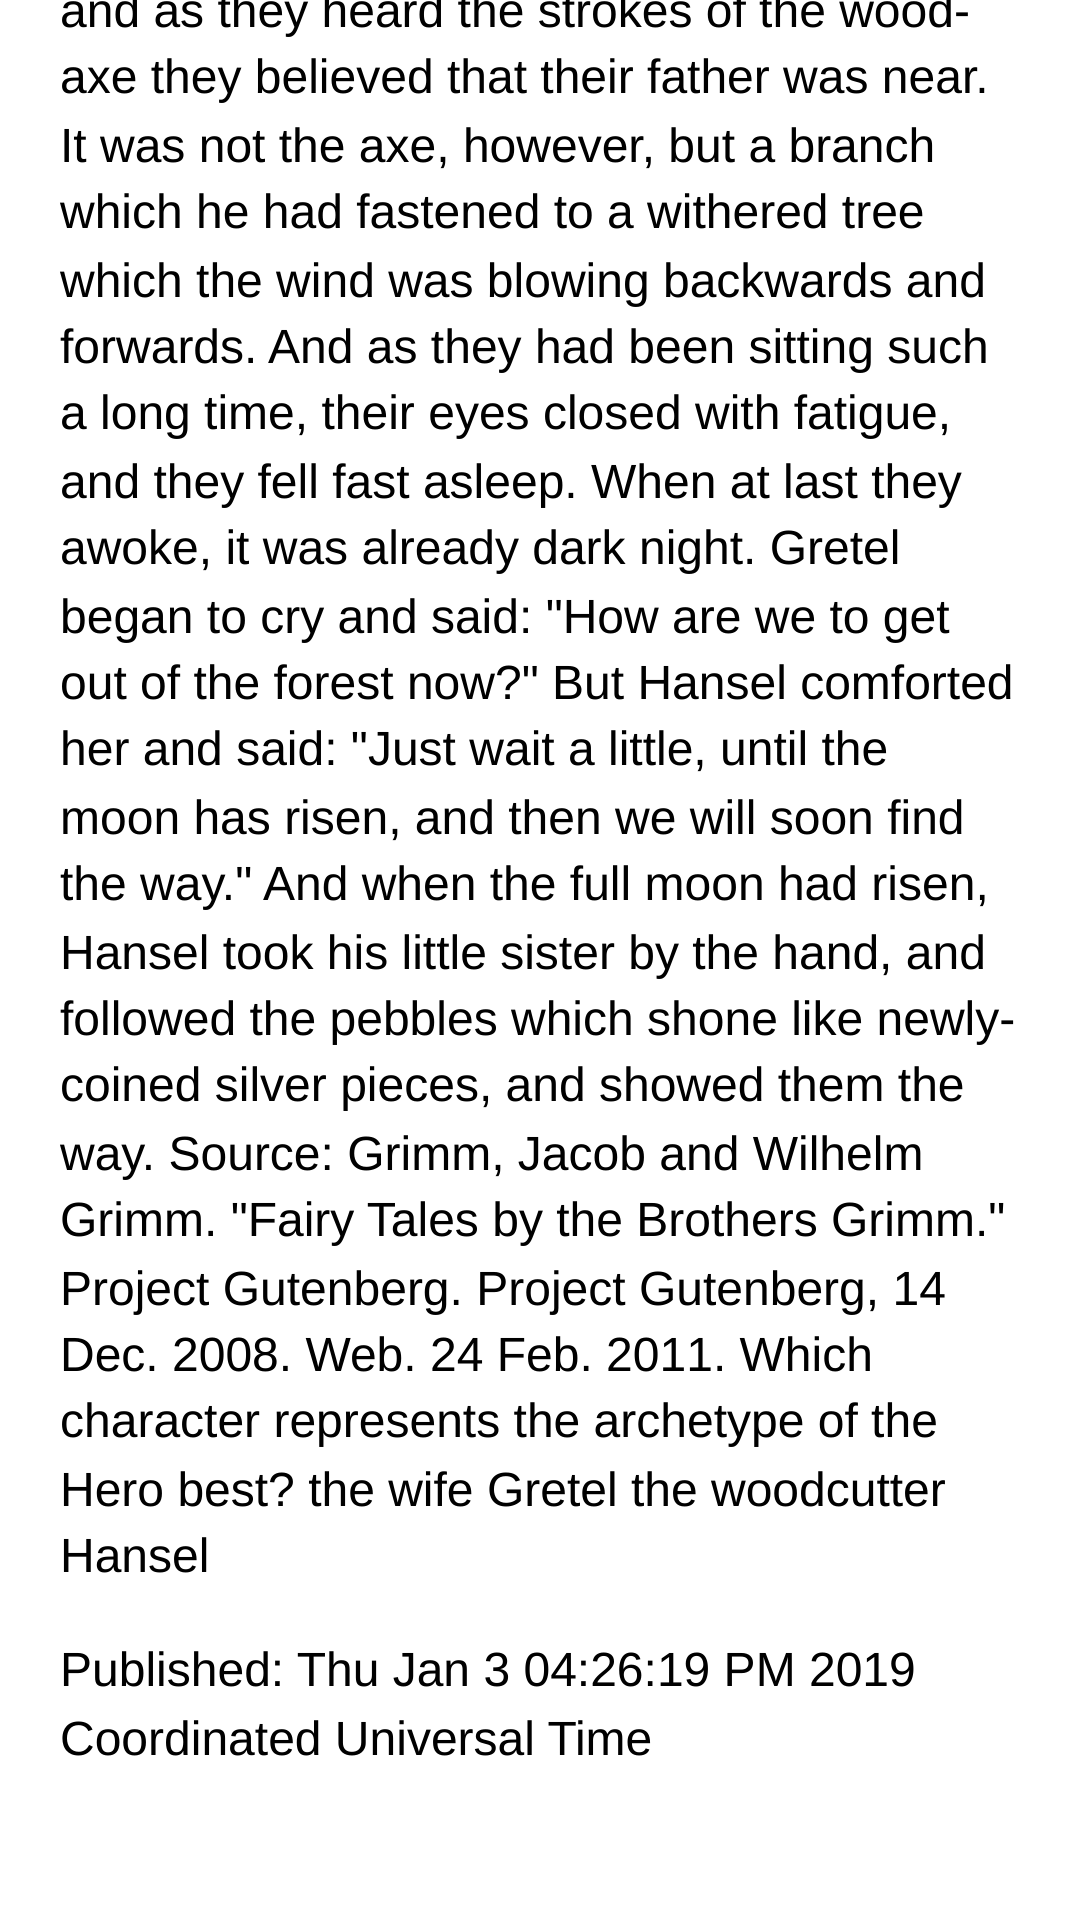 and as they heard the strokes of the wood-
axe they believed that their father was near.
It was not the axe, however, but a branch
which he had fastened to a withered tree
which the wind was blowing backwards and
forwards. And as they had been sitting such
a long time, their eyes closed with fatigue,
and they fell fast asleep. When at last they
awoke, it was already dark night. Gretel
began to cry and said: "How are we to get
out of the forest now?" But Hansel comforted
her and said: "Just wait a little, until the
moon has risen, and then we will soon find
the way." And when the full moon had risen,
Hansel took his little sister by the hand, and
followed the pebbles which shone like newly-
coined silver pieces, and showed them the
way. Source: Grimm, Jacob and Wilhelm
Grimm. "Fairy Tales by the Brothers Grimm."
Project Gutenberg. Project Gutenberg, 14
Dec. 2008. Web. 24 Feb. 2011. Which
character represents the archetype of the
Hero best? the wife Gretel the woodcutter
Hansel
Published: Thu Jan 3 04:26:19 PM 2019
Coordinated Universal Time